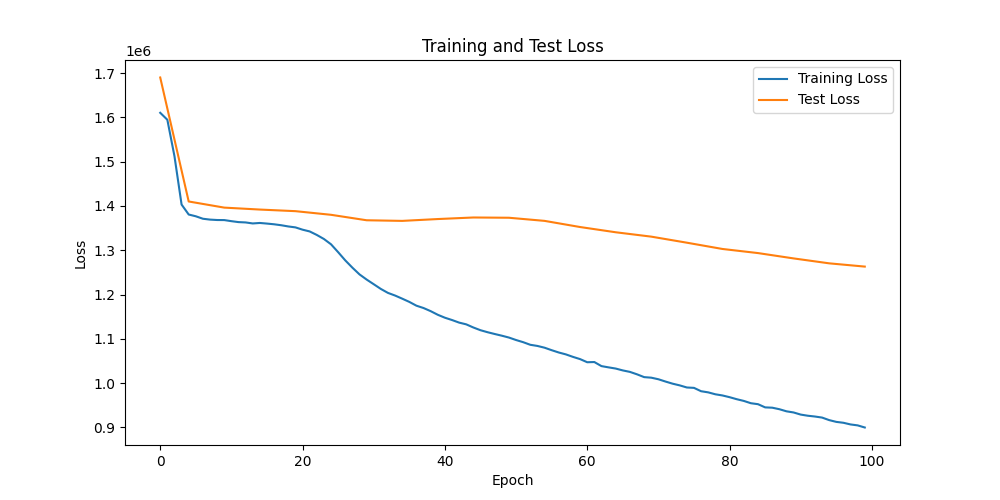 Training and Test Loss
1e6
1.7
1.6
1.5
1.4
1.3
1.2
1.1
1.0
0.9
Loss
Training Loss
Test Loss
0 20 40 60 80 100
Epoch